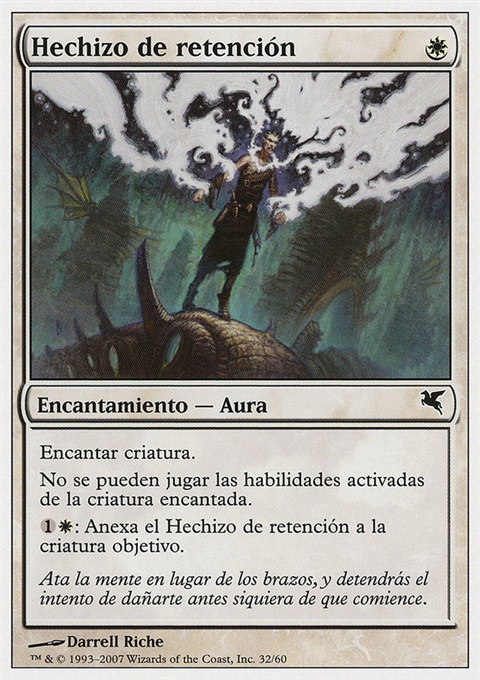 Hechizo de retención
Encantamiento — Aura
Encantar criatura.
No se pueden jugar las habilidades activadas
de la criatura encantada.
1: Anexa el Hechizo de retención a la
criatura objetivo.
Ata la mente en lugar de los brazos, y detendrás el
intento de dañarte antes siquiera de que comience.
Darrell Riche
™ & © 1993–2007 Wizards of the Coast, Inc. 32/60